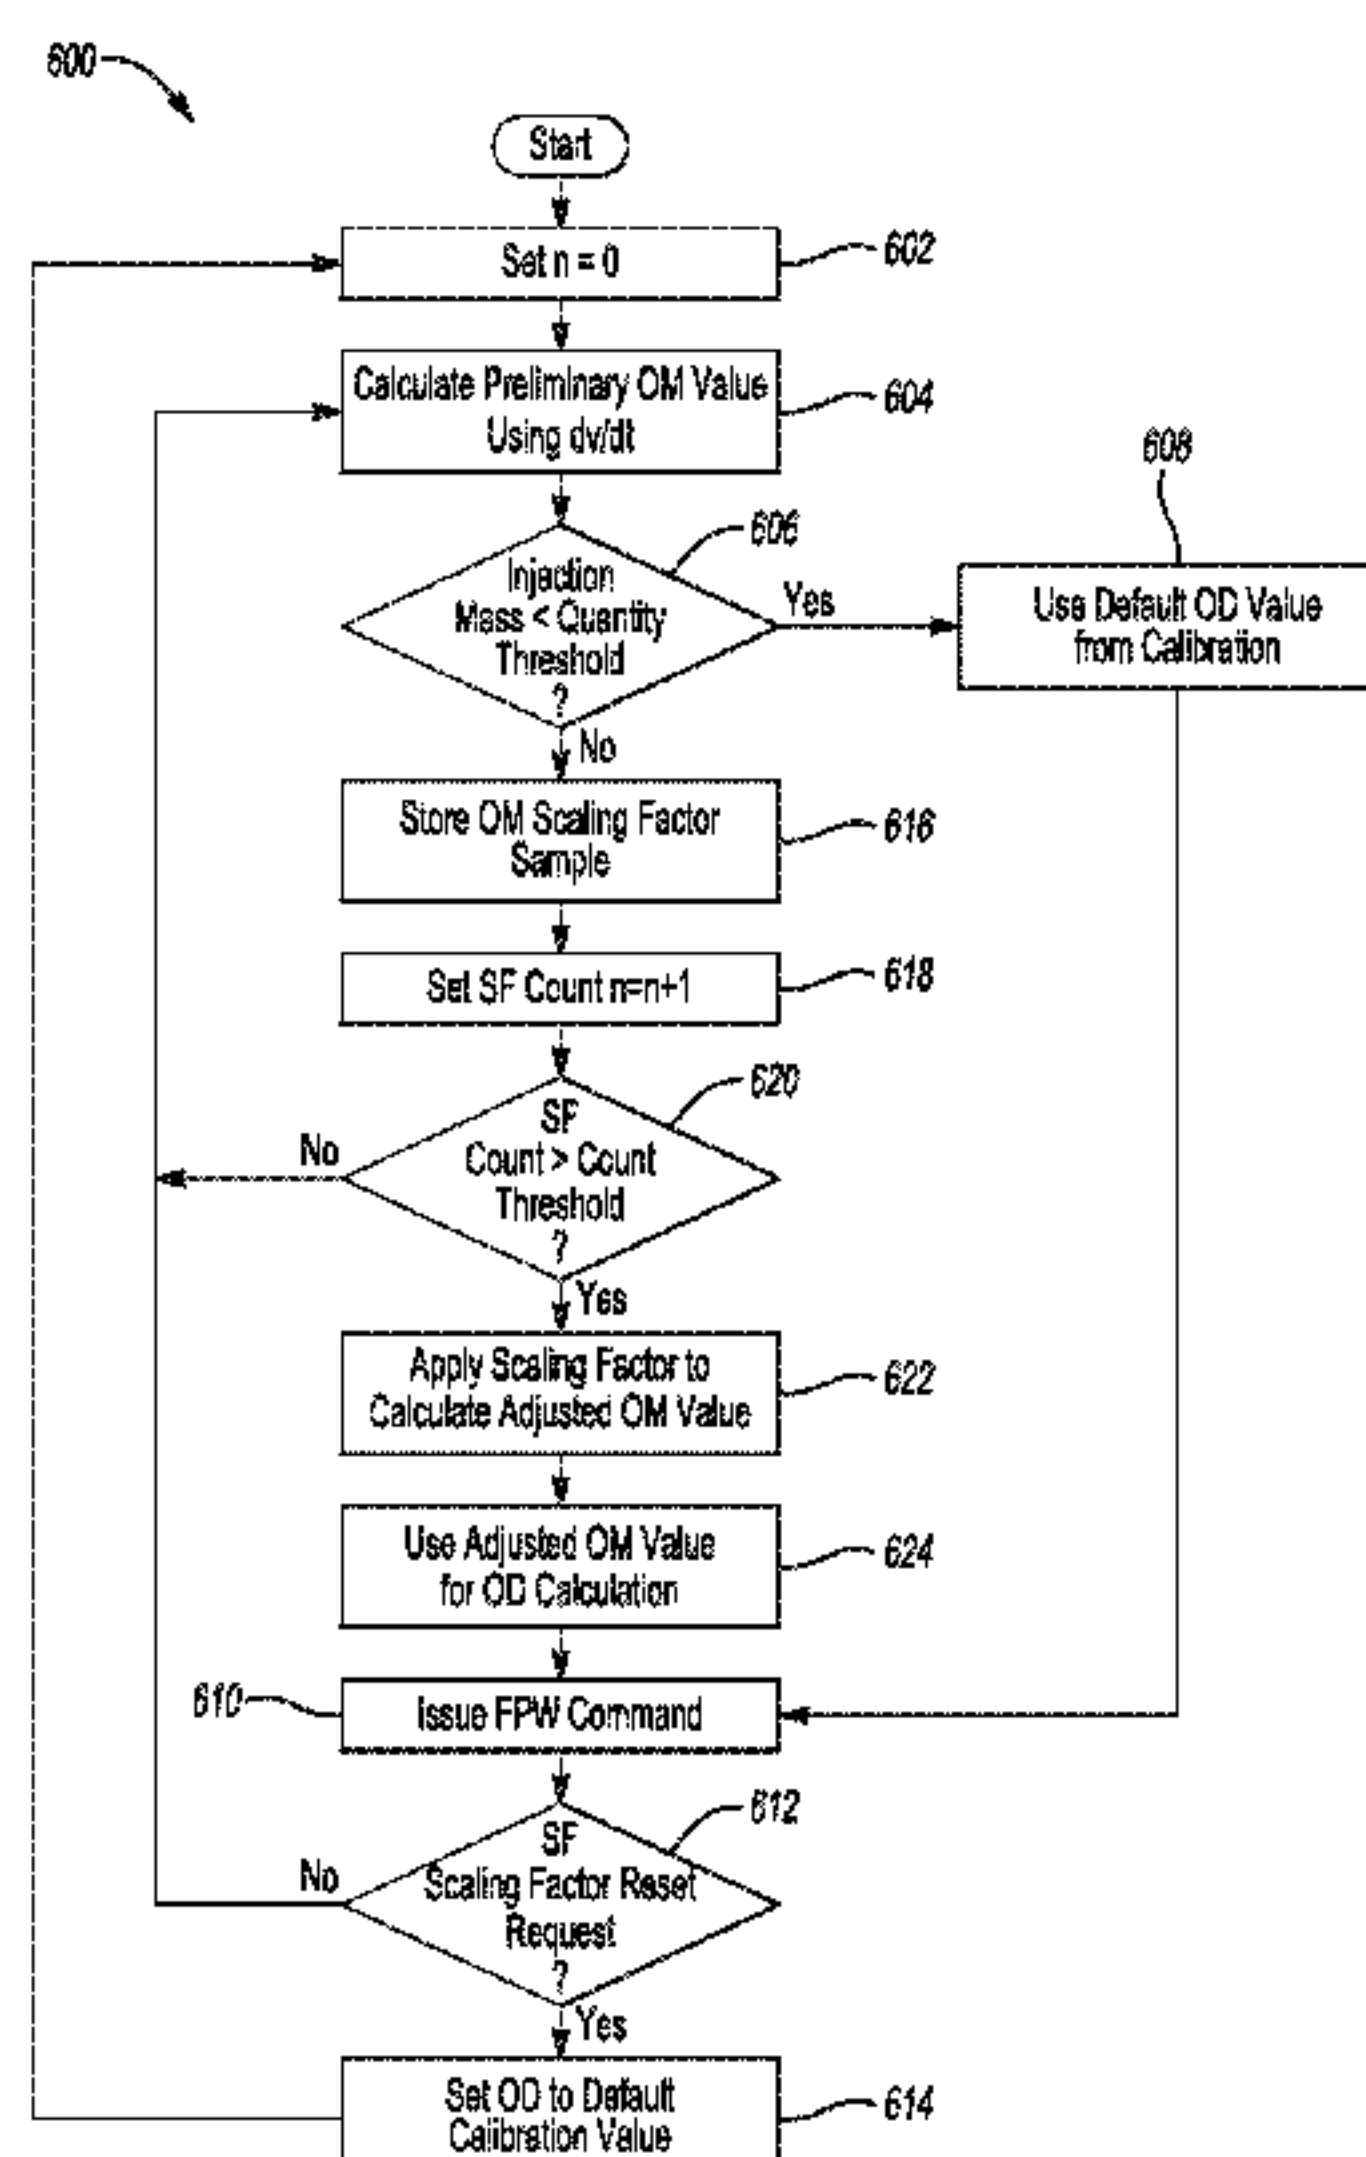 600
Start
Set n = 0
602
Calculate Preliminary OM Value
Using dv/dt
604
606
Injection
Mass < Quantity
Threshold
?
Yes
608
Use Default OD Value
from Calibration
No
Store OM Scaling Factor
Sample
616
Set SF Count n=n+1
618
620
SF
Count > Count
Threshold
?
No
Yes
Apply Scaling Factor to
Calculate Adjusted OM Value
622
Use Adjusted OM Value
for OD Calculation
624
610
Issue FPW Command
612
SF
Scaling Factor Reset
Request
?
No
Yes
Set OD to Default
Calibration Value
614